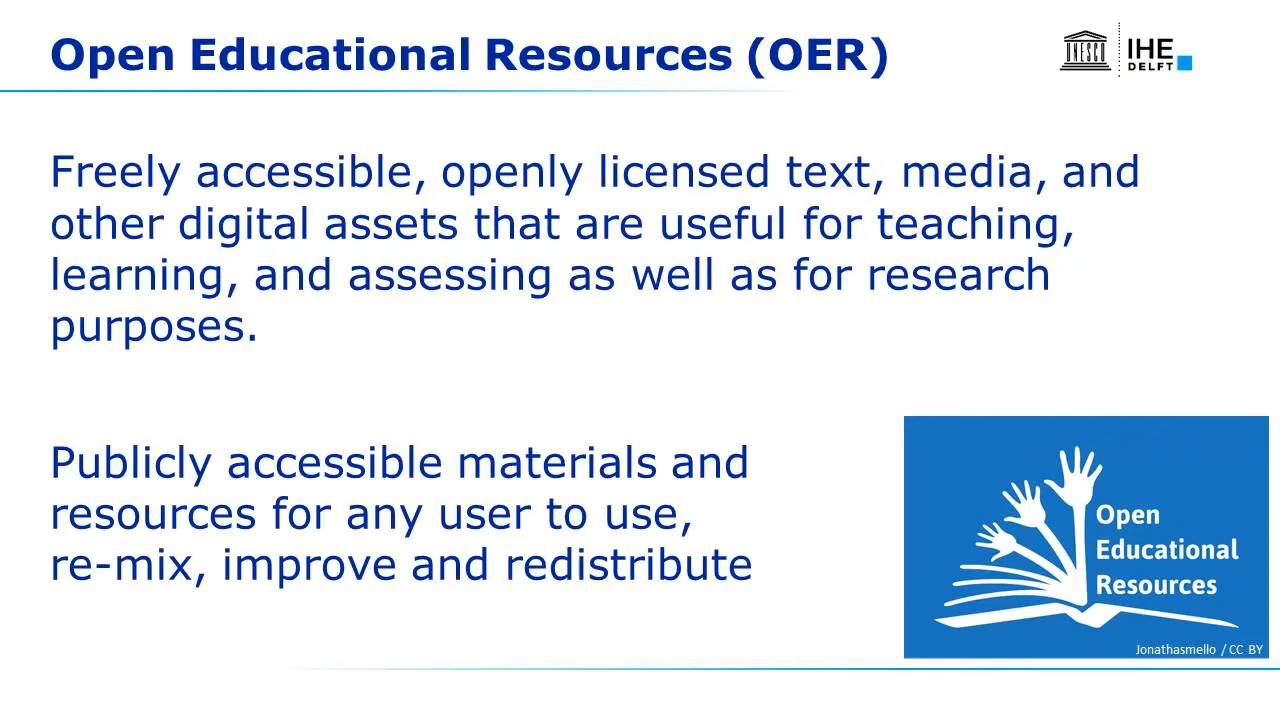 Open Educational Resources (OER)
UNESCO
IHE
DELFT
Freely accessible, openly licensed text, media, and
other digital assets that are useful for teaching,
learning, and assessing as well as for research
purposes.
Publicly accessible materials and
resources for any user to use,
re-mix, improve and redistribute
Open
Educational
Resources
Jonathasmello / CC BY